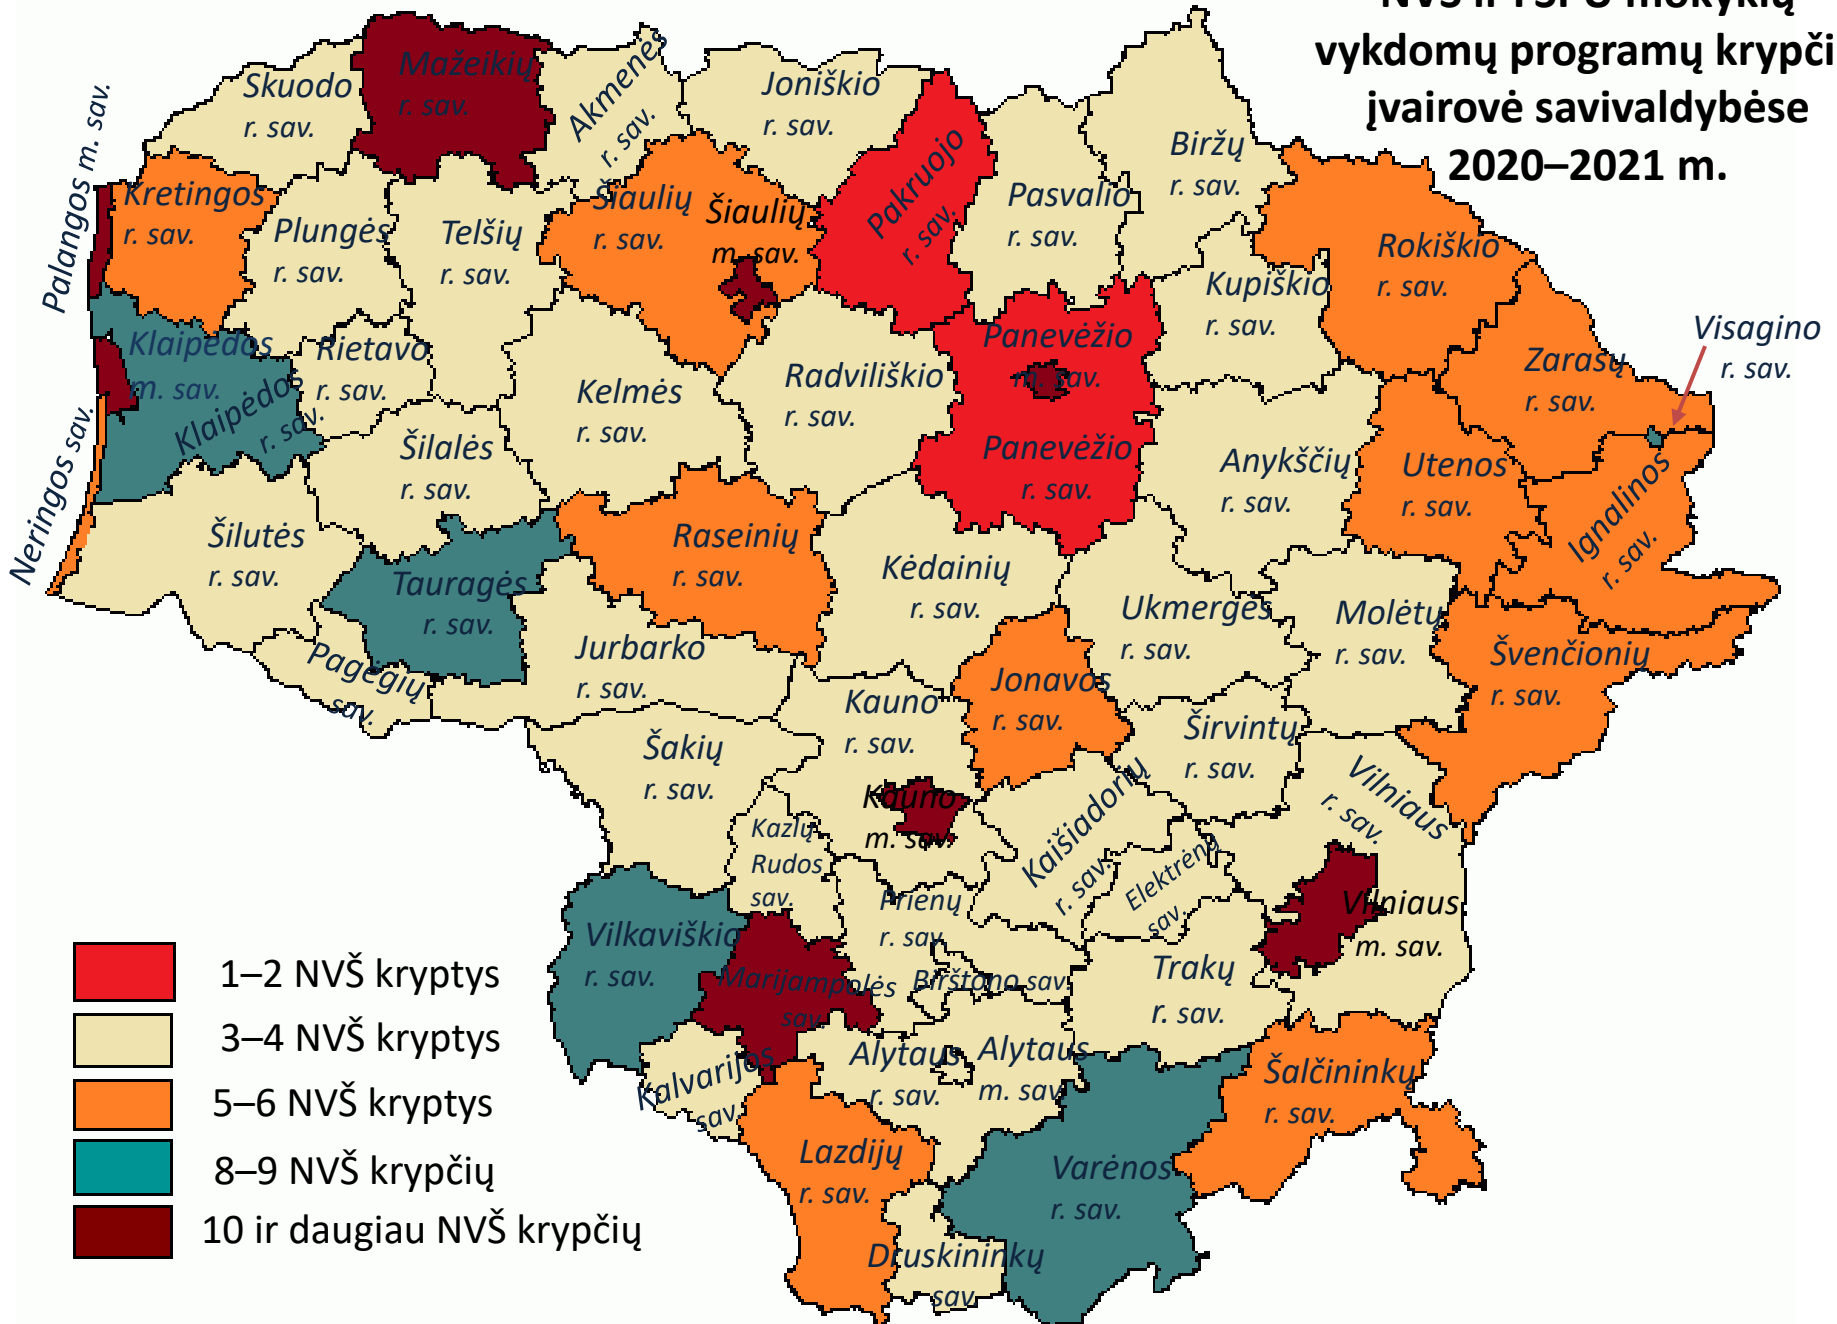 NVŠ ir FŠPU mokyklų
vykdomų programų krypči
įvairovė savivaldybėse
2020–2021 m.
Skuodo
r. sav.
Mažeikių
r. sav.
Akmenės
r. sav.
Joniškio
r. sav.
Pakruojo
r. sav.
Pasvalio
r. sav.
Biržų
r. sav.
Palangos m. sav.
Kretingos
r. sav.
Plungės
r. sav.
Telšių
r. sav.
Šiaulių
r. sav.
Šiaulių
m. sav.
Kupiškio
r. sav.
Rokiškio
r. sav.
Visagino
r. sav.
Klaipėdos
m. sav.
Klaipėdos
r. sav.
Rietavo
r. sav.
Kelmės
r. sav.
Radviliškio
r. sav.
Panevėžio
m. sav.
Panevėžio
r. sav.
Anykščių
r. sav.
Zarasų
r. sav.
Utenos
r. sav.
Ignalinos
r. sav.
Neringos sav.
Šilalės
r. sav.
Šilutės
r. sav.
Tauragės
r. sav.
Raseinių
r. sav.
Kėdainių
r. sav.
Ukmergės
r. sav.
Molėtų
r. sav.
Švenčionių
r. sav.
Pagėgių
sav.
Jurbarko
r. sav.
Jonavos
r. sav.
Kauno
r. sav.
Šakių
r. sav.
Širvintų
r. sav.
Vilniaus
r. sav.
Kauno
m. sav.
Kaišiadorių
r. sav.
Elektrėnų
sav.
Kazlų
Rudos
sav.
Prienų
r. sav.
Vilniaus
m. sav.
Vilkaviškio
r. sav.
Marijampolės
sav.
Birštono sav.
Trakų
r. sav.
Kalvarijos
sav.
Alytaus
r. sav.
Alytaus
m. sav.
Šalčininkų
r. sav.
Lazdijų
r. sav.
Varėnos
r. sav.
Druskininkų
sav
1–2 NVŠ kryptys
3–4 NVŠ kryptys
5–6 NVŠ kryptys
8–9 NVŠ krypčių
10 ir daugiau NVŠ krypčių